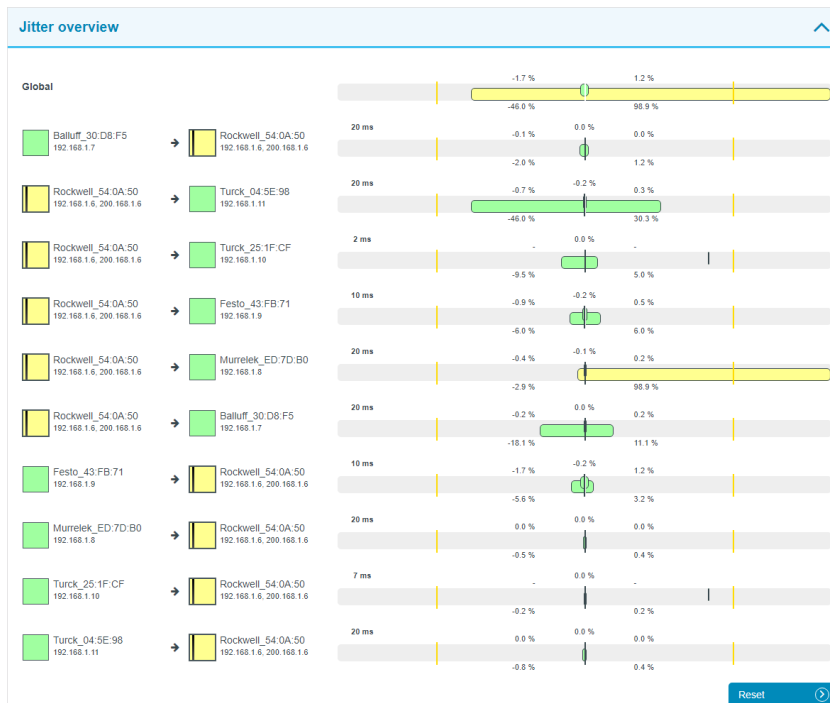 Jitter overview
Global
-1.7 % 1.2 %
-46.0 % 98.9 %
Balluff_30:D8:F5 Rockwell_54:0A:50 20 ms -0.1 % 0.0 % 0.0 %
192.168.1.7 192.168.1.6, 200.168.1.6
-2.0 % 1.2 %
Rockwell_54:0A:50 Turck_04:5E:98 20 ms -0.7 % -0.2 % 0.3 %
192.168.1.6, 200.168.1.6 192.168.1.11
-46.0 % 30.3 %
Rockwell_54:0A:50 Turck_25:1F:CF 2 ms - 0.0 % -
192.168.1.6, 200.168.1.6 192.168.1.10
-9.5 % 5.0 %
Rockwell_54:0A:50 Festo_43:FB:71 10 ms -0.9 % -0.2 % 0.5 %
192.168.1.6, 200.168.1.6 192.168.1.9
-6.0 % 6.0 %
Rockwell_54:0A:50 Murrelek_ED:7D:B0 20 ms -0.4 % -0.1 % 0.2 %
192.168.1.6, 200.168.1.6 192.168.1.8
-2.9 % 98.9 %
Rockwell_54:0A:50 Balluff_30:D8:F5 20 ms -0.2 % 0.0 % 0.2 %
192.168.1.6, 200.168.1.6 192.168.1.7
-18.1 % 11.1 %
Festo_43:FB:71 Rockwell_54:0A:50 10 ms -1.7 % -0.2 % 1.2 %
192.168.1.9 192.168.1.6, 200.168.1.6
-5.6 % 3.2 %
Murrelek_ED:7D:B0 Rockwell_54:0A:50 20 ms 0.0 % 0.0 % 0.0 %
192.168.1.8 192.168.1.6, 200.168.1.6
-0.5 % 0.4 %
Turck_25:1F:CF Rockwell_54:0A:50 7 ms - 0.0 % -
192.168.1.10 192.168.1.6, 200.168.1.6
-0.2 % 0.2 %
Turck_04:5E:98 Rockwell_54:0A:50 20 ms 0.0 % 0.0 % 0.0 %
192.168.1.11 192.168.1.6, 200.168.1.6
-0.8 % 0.4 %
Reset